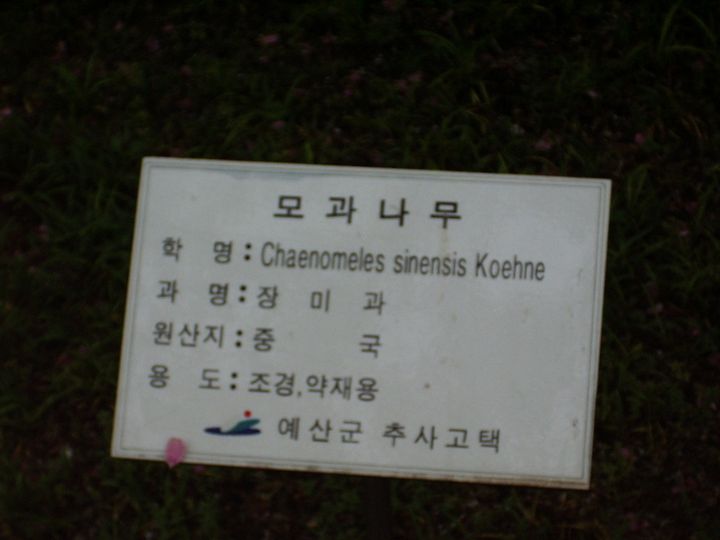 모과나무
학 명 : Chaenomeles sinensis Koehne
과 명 : 장 미 과
원산지 : 중 국
용 도 : 조경,약재용
예산군 추사고택